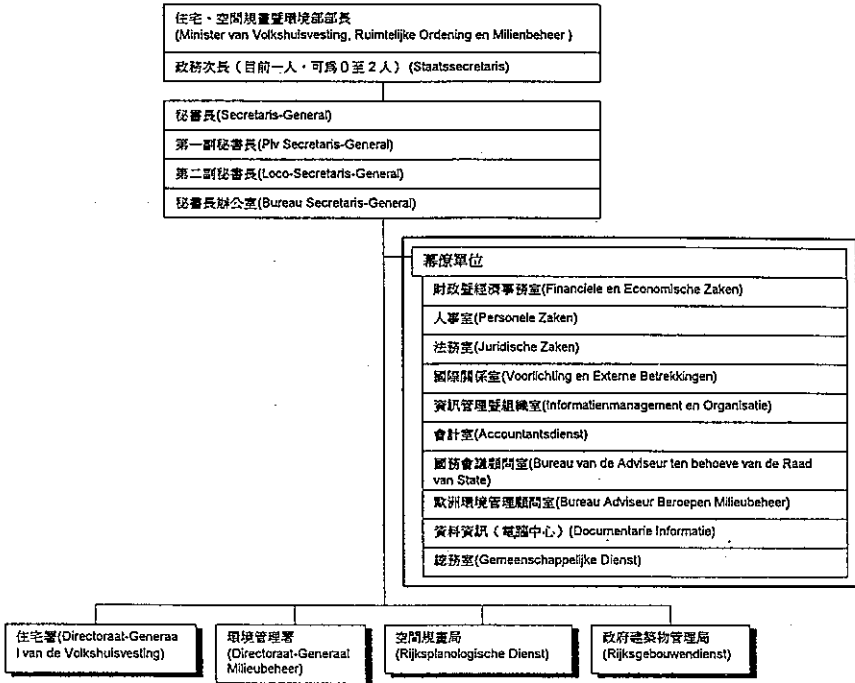 住宅、空間規畫暨環境部部長
(Minister van Volkshuisvesting, Ruimtelijke Ordening en Milienbeheer )
政務次長（目前一人，可爲0至2人）(Staatssecretaris)
秘書長(Secretaris-General)
第一副秘書長(Plv Secretaris-General)
第二副秘書長(Loco-Secretaris-General)
秘書長辦公室(Bureau Secretaris-General)
幕僚單位
財政暨經濟事務室(Financiele en Economische Zaken)
人事室(Personele Zaken)
法務室(Juridische Zaken)
國際關係室(Voorlichting en Externe Betrekkingen)
資訊管理暨組織室(Informatienmanagement en Organisatie)
會計室(Accountantsdienst)
國務會議顧問室(Bureau van de Adviseur ten behoeve van de Raad
van State)
歐洲環境管理顧問室(Bureau Adviseur Beroepen Milieubeheer)
資料資訊（電腦中心）(Documentarie Informatie)
總務室(Gemeenschappelijke Dienst)
住宅署(Directoraat-Generaa
l van de Volkshuisvesting)
環境管理署
(Directoraat-Generaat
Milieubeheer)
空間規畫局
(Rijksplanologische Dienst)
政府建築物管理局
(Rijksgebouwendienst)